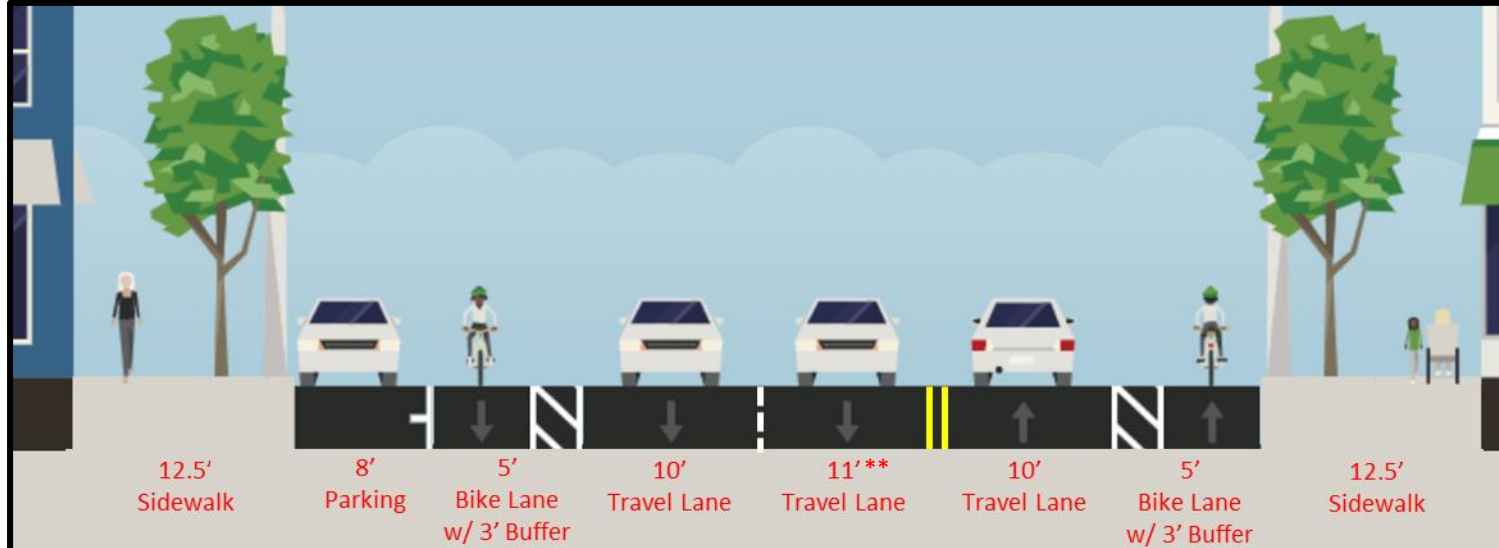 12.5’
Sidewalk
8’
Parking
5’
Bike Lane
w/ 3’ Buffer
10’
Travel Lane
11’**
Travel Lane
10’
Travel Lane
5’
Bike Lane
w/ 3’ Buffer
12.5’
Sidewalk